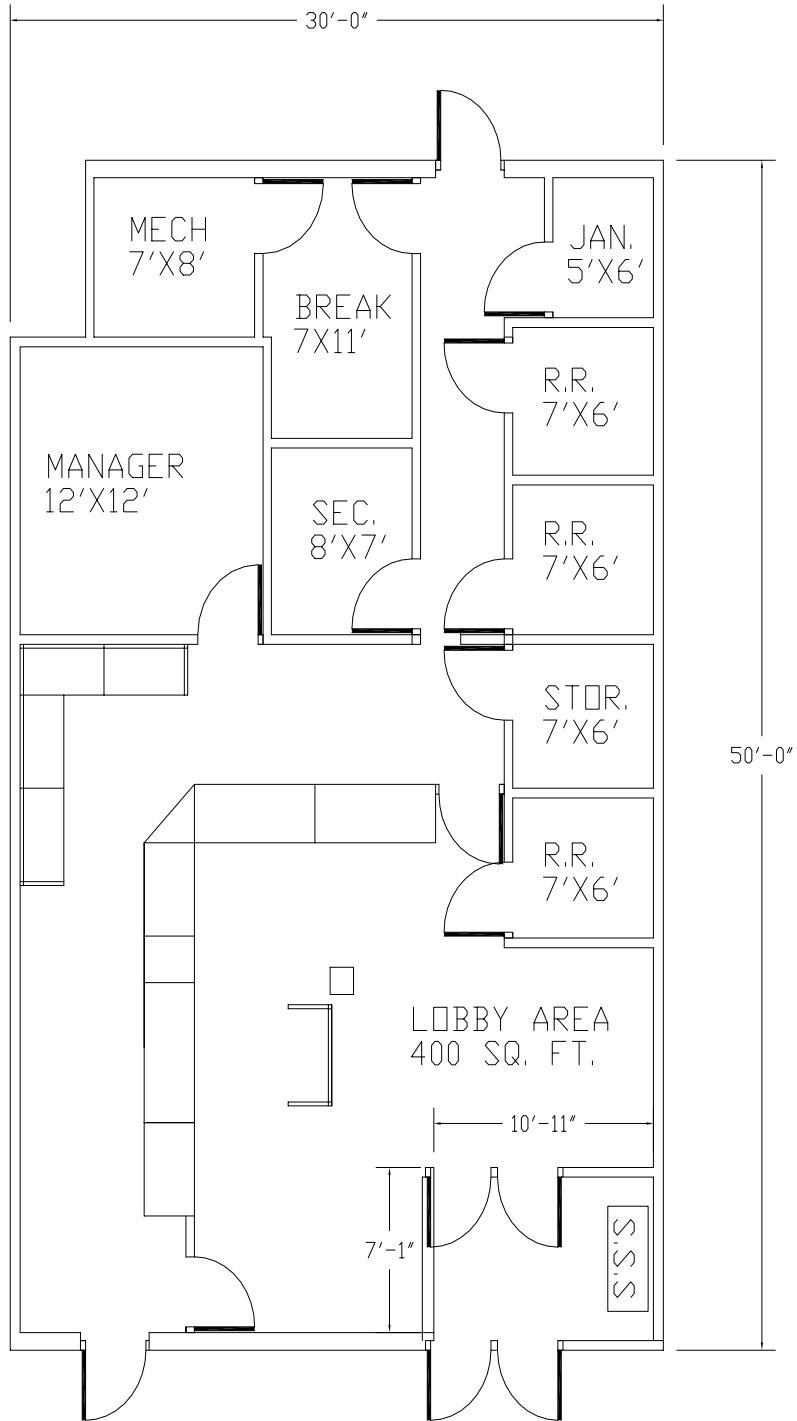 30'-0"
MECH
7'X8'
JAN.
5'X6'
BREAK
7X11'
R.R.
7'X6'
MANAGER
12'X12'
SEC.
8'X7'
R.R.
7'X6'
STOR.
7'X6'
50'-0"
R.R.
7'X6'
LOBBY AREA
400 SQ. FT.
10'-11"
7'-1"
S.S.S